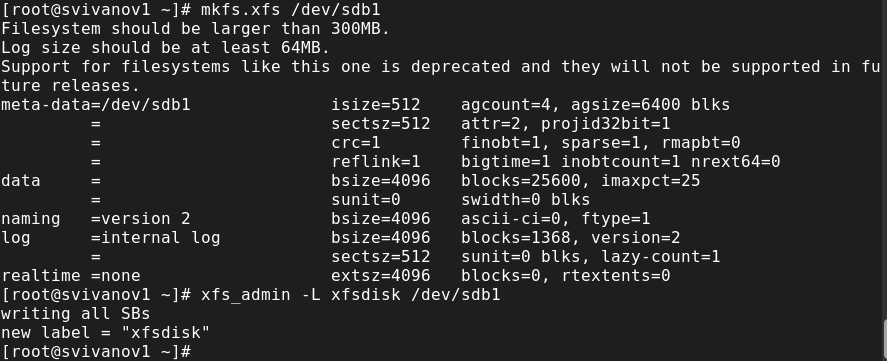 [root@svivanov1 ~]# mkfs.xfs /dev/sdb1
Filesystem should be larger than 300MB.
Log size should be at least 64MB.
Support for filesystems like this one is deprecated and they will not be supported in fu
ture releases.
meta-data=/dev/sdb1              isize=512    agcount=4, agsize=6400 blks
         =                       sectsz=512   attr=2, projid32bit=1
         =                       crc=1        finobt=1, sparse=1, rmapbt=0
         =                       reflink=1    bigtime=1 inobtcount=1 nrext64=0
data     =                       bsize=4096   blocks=25600, imaxpct=25
         =                       sunit=0      swidth=0 blks
naming   =version 2              bsize=4096   ascii-ci=0, ftype=1
log      =internal log           bsize=4096   blocks=1368, version=2
         =                       sectsz=512   sunit=0 blks, lazy-count=1
realtime =none                   extsz=4096   blocks=0, rtextents=0
[root@svivanov1 ~]# xfs_admin -L xfsdisk /dev/sdb1
writing all SBs
new label = "xfsdisk"
[root@svivanov1 ~]#